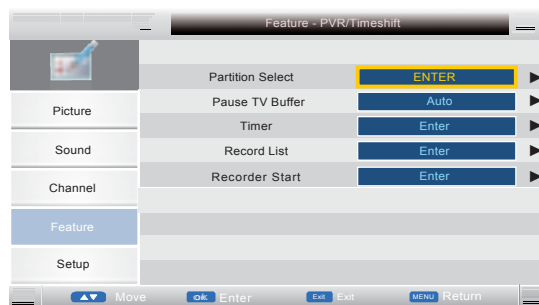 Feature - PVR/Timeshift
Partition Select ENTER
Pause TV Buffer Auto
Timer Enter
Record List Enter
Recorder Start Enter
Picture
Sound
Channel
Feature
Setup
Move ok Enter Exit Exit MENU Return